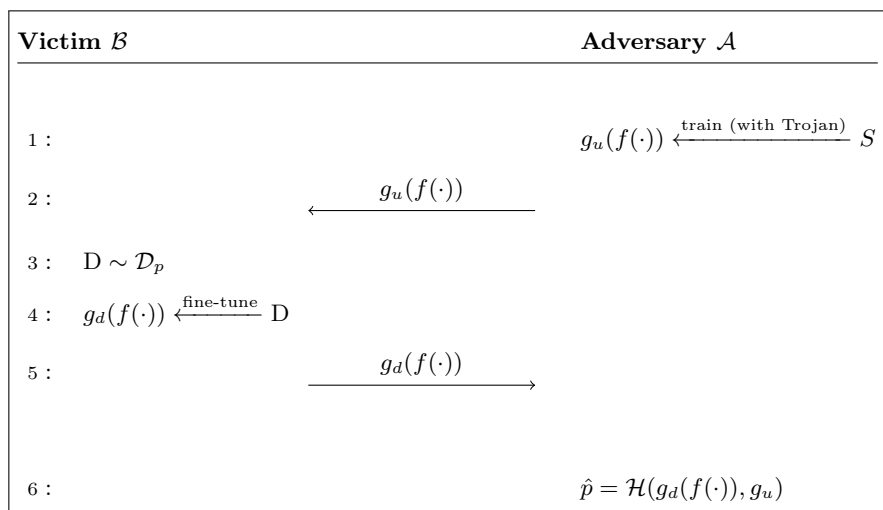 Victim ℬ Adversary 𝒜
1 : g_u(f(·)) ⟵ train (with Trojan) S
2 : g_u(f(·))
3 : D ∼ 𝒟_p
4 : g_d(f(·)) ⟵ fine-tune D
5 : g_d(f(·))
6 : p̂ = ℋ(g_d(f(·)), g_u)